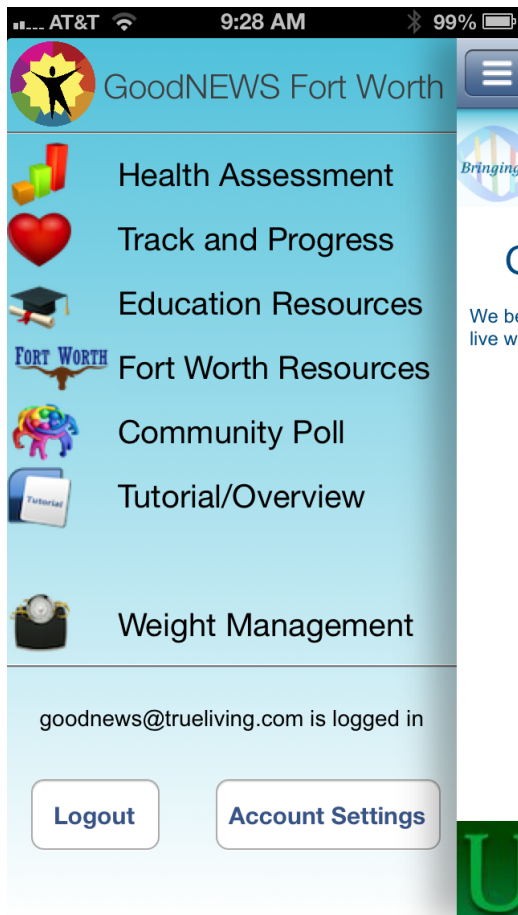 AT&T 9:28 AM 99%
GoodNEWS Fort Worth
Bringing
Health Assessment
Track and Progress
Education Resources
We
live
FORT WORTH
Fort Worth Resources
Community Poll
Tutorial
Tutorial/Overview
Weight Management
goodnews@trueliving.com is logged in
Logout
Account Settings
U